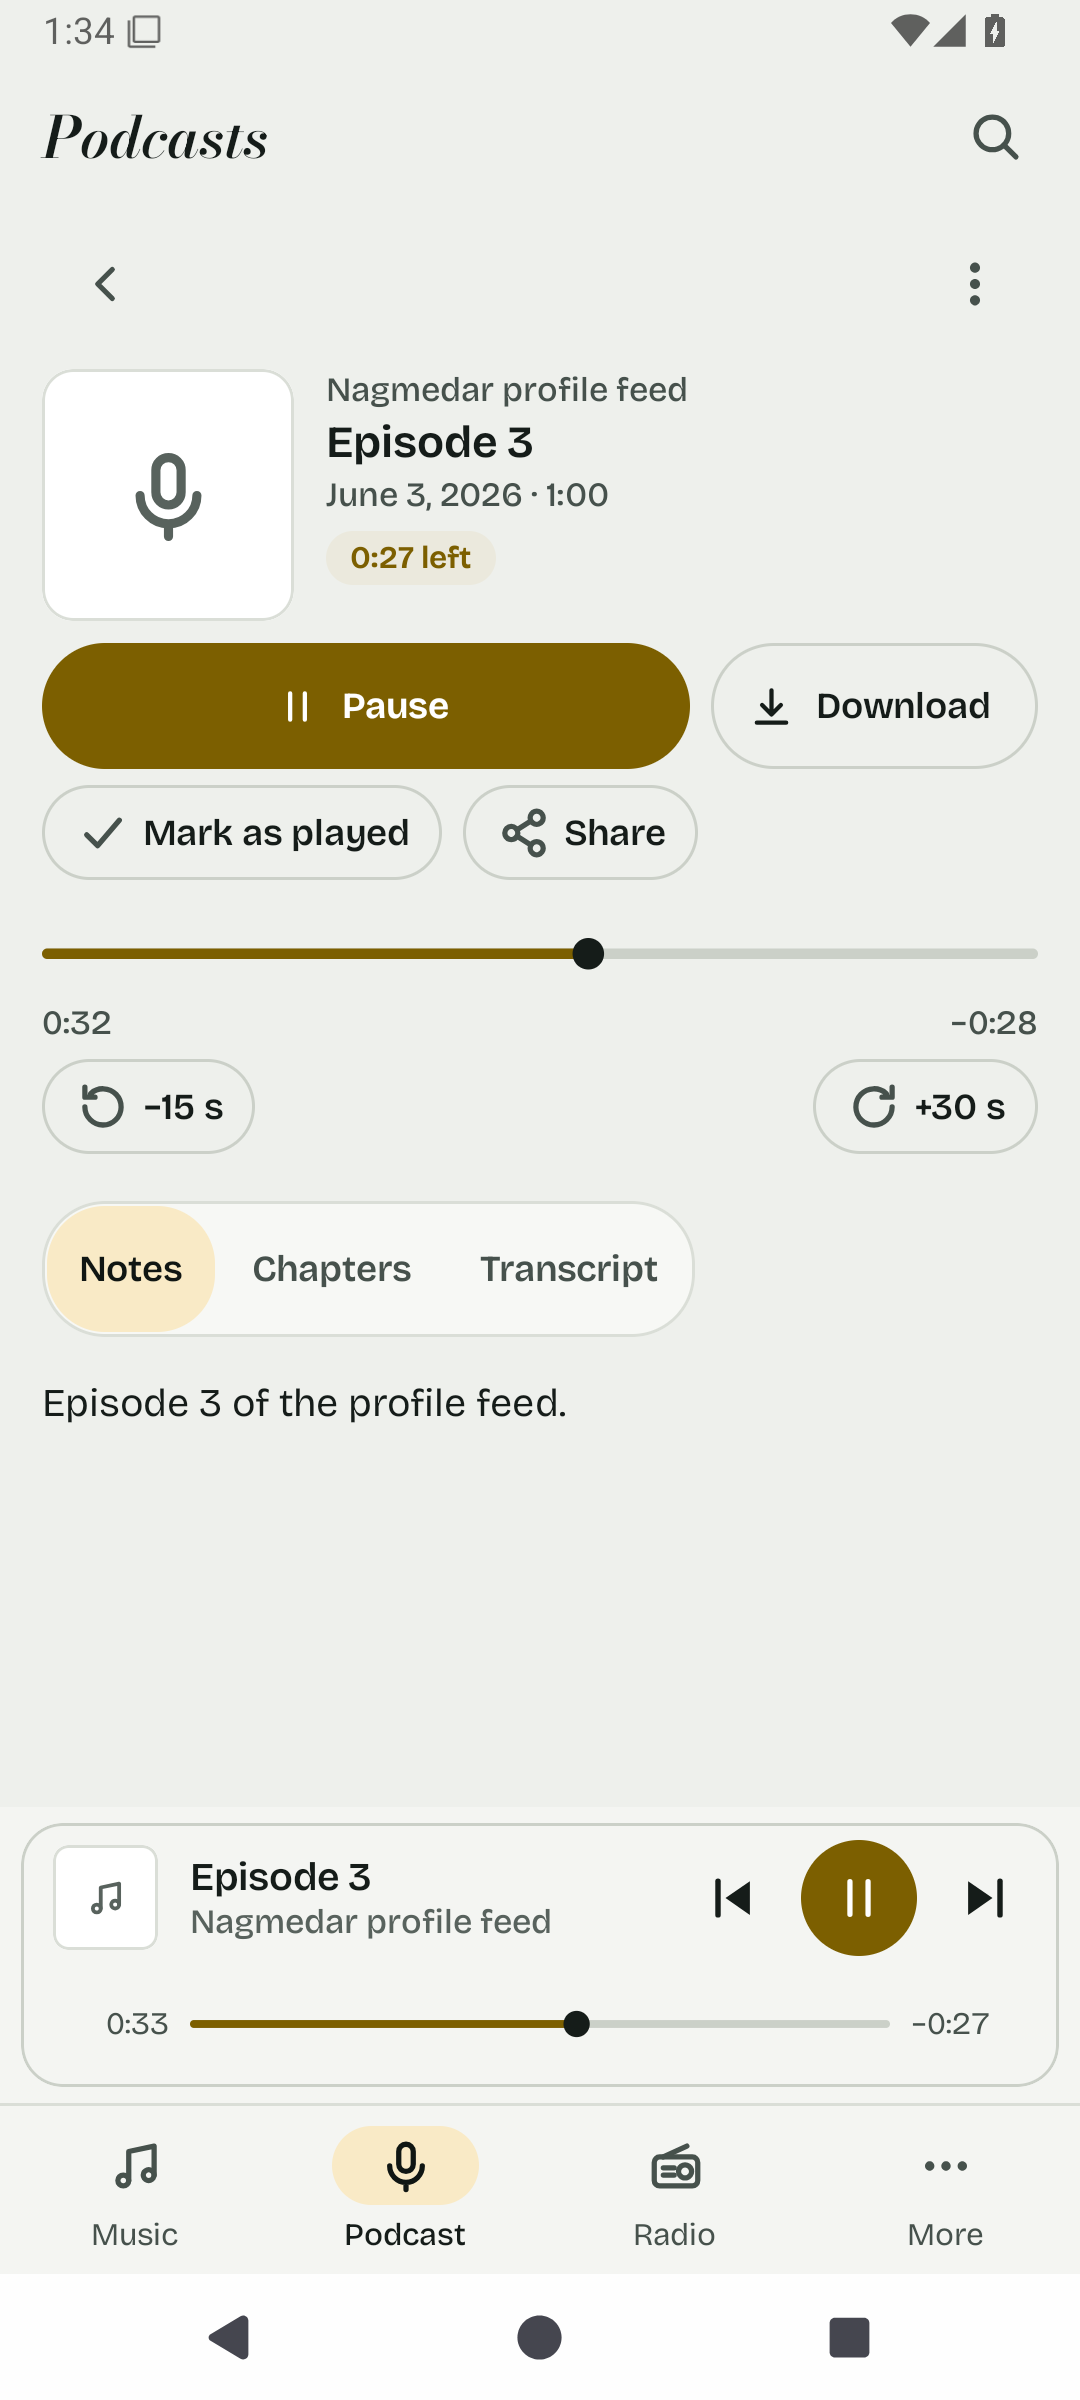 1:34
Podcasts
Nagmedar profile feed
Episode 3
June 3, 2026 · 1:00
0:27 left
Pause
Download
Mark as played
Share
0:32
−0:28
−15 s
+30 s
Notes
Chapters
Transcript
Episode 3 of the profile feed.
Episode 3
Nagmedar profile feed
0:33
−0:27
Music
Podcast
Radio
More